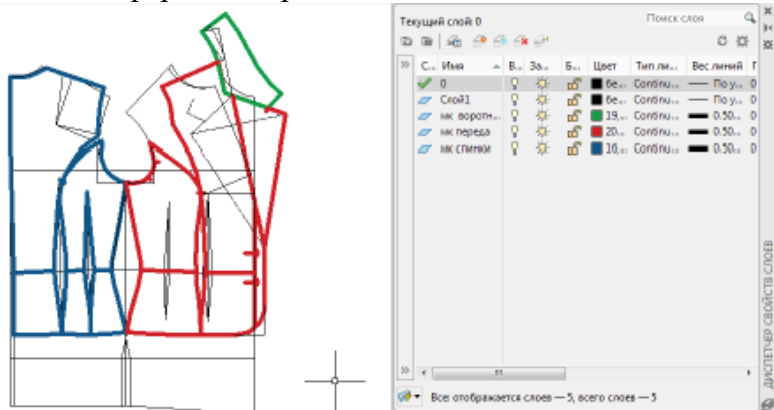 Текущий слой: 0
Поиск слоя
С... Имя В... За... Б... Цвет Тип ли... Вес линий
0 бе... Continu... По у... 0
Слой1 бе... Continu... По у... 0
мк воротн... 19,... Continu... 0.50... 0
мк переда 20... Continu... 0.50... 0
мк спинки 16,... Continu... 0.50... 0
Все: отображается слоев — 5, всего слоев — 5
ДИСПЕТЧЕР СВОЙСТВ СЛОЕВ